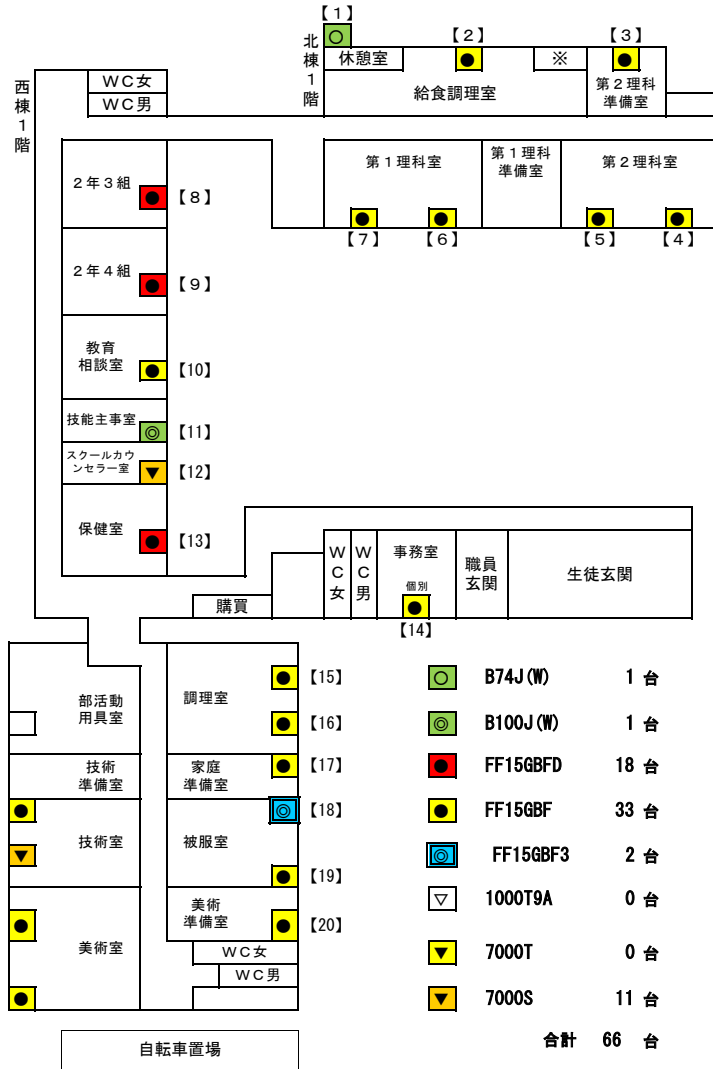 【１】
【２】
【３】
北棟１階
休憩室
※
給食調理室
第２理科
準備室
西棟１階
ＷＣ女
ＷＣ男
２年３組
【８】
第１理科室
第１理科
準備室
第２理科室
【７】
【６】
【５】
【４】
２年４組
【９】
教育
相談室
【10】
技能主事室
【11】
スクールカウ
ンセラー室
【12】
保健室
【13】
ＷＣ女
ＷＣ男
事務室
個別
職員
玄関
生徒玄関
購買
【14】
部活動
用具室
調理室
【15】
【16】
技術
準備室
家庭
準備室
【17】
技術室
被服室
【18】
【19】
美術室
美術
準備室
【20】
ＷＣ女
ＷＣ男
自転車置場
B74J(W) 1 台
B100J(W) 1 台
FF15GBFD 18 台
FF15GBF 33 台
FF15GBF3 2 台
1000T9A 0 台
7000T 0 台
7000S 11 台
合計 66 台